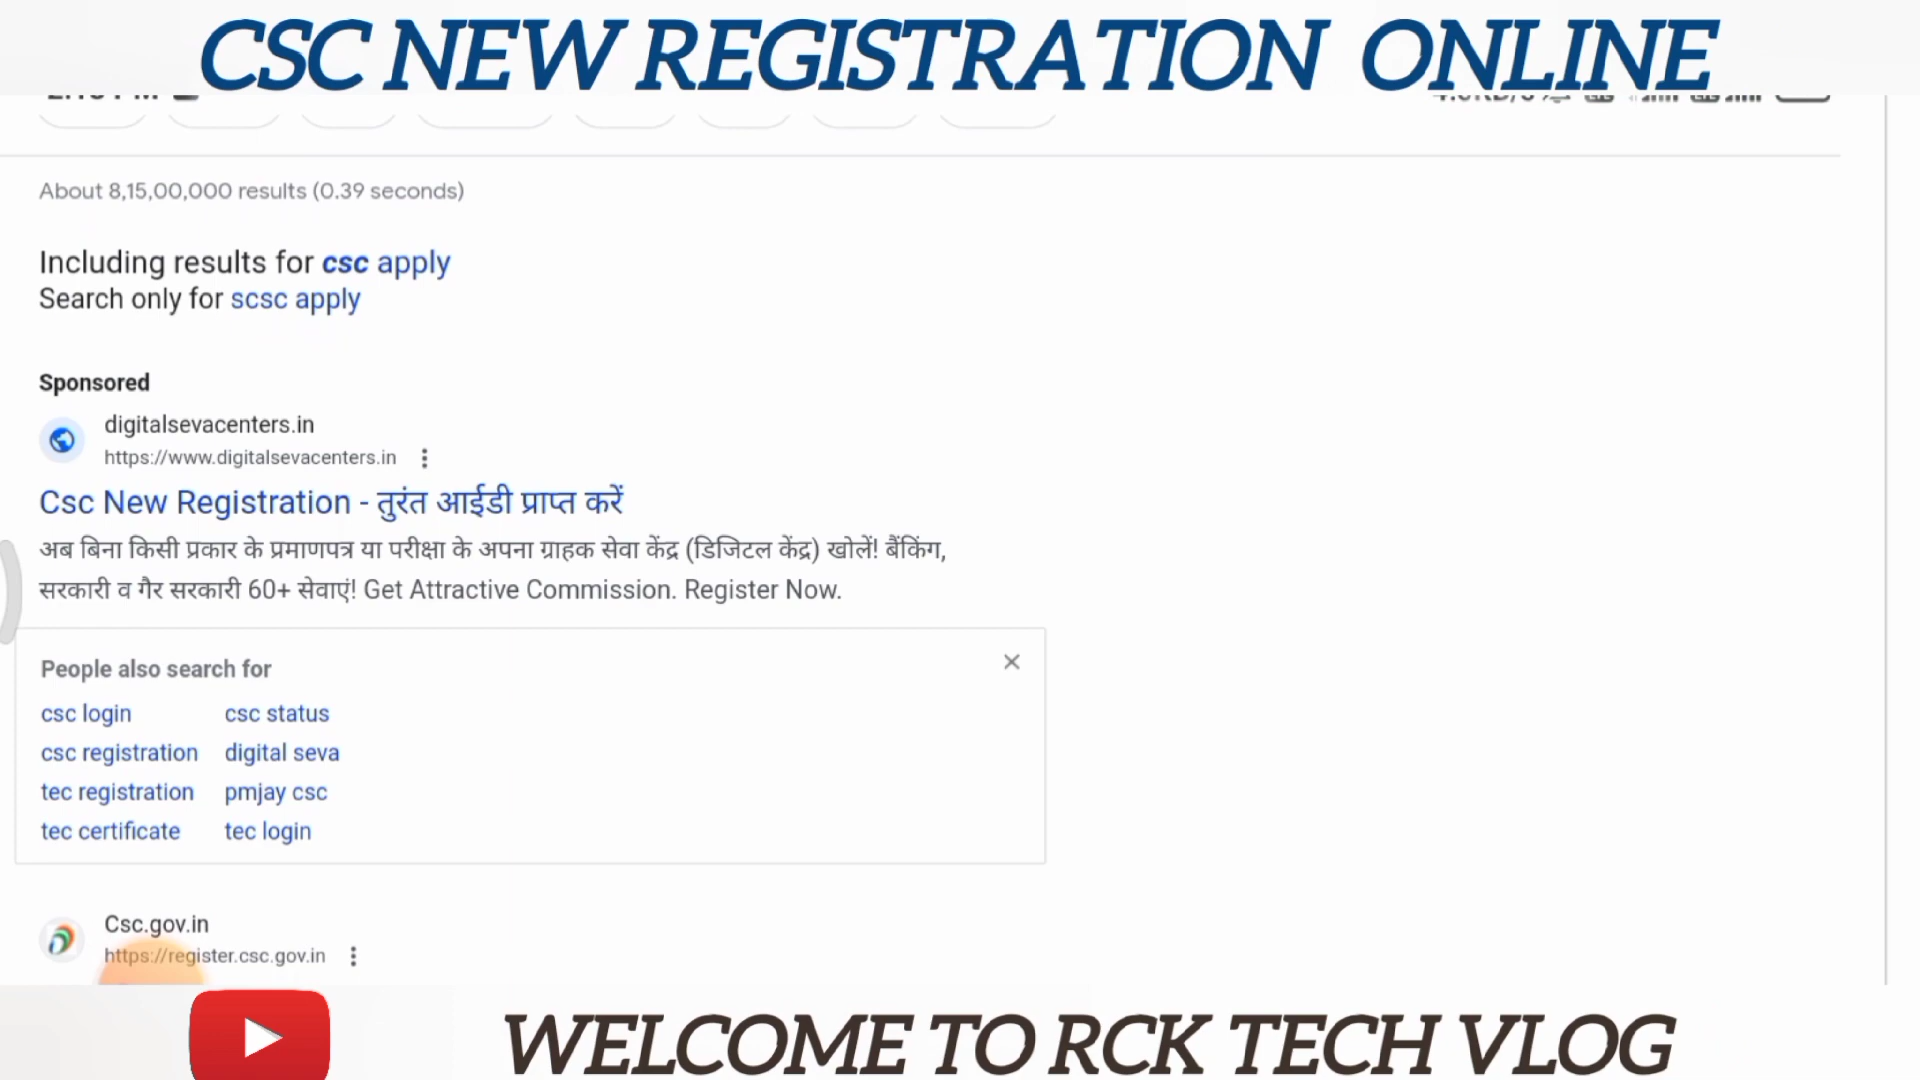 CSC NEW REGISTRATION ONLINE
About 8,15,00,000 results (0.39 seconds)
Including results for csc apply
Search only for scsc apply
Sponsored
digitalsevacenters.in
https://www.digitalsevacenters.in
Csc New Registration - तुरंत आईडी प्राप्त करें
अब बिना किसी प्रकार के प्रमाणपत्र या परीक्षा के अपना ग्राहक सेवा केंद्र (डिजिटल केंद्र) खोलें! बैंकिंग,
सरकारी व गैर सरकारी 60+ सेवाएं! Get Attractive Commission. Register Now.
People also search for
csc login csc status
csc registration digital seva
tec registration pmjay csc
tec certificate tec login
Csc.gov.in
https://register.csc.gov.in
WELCOME TO RCK TECH VLOG